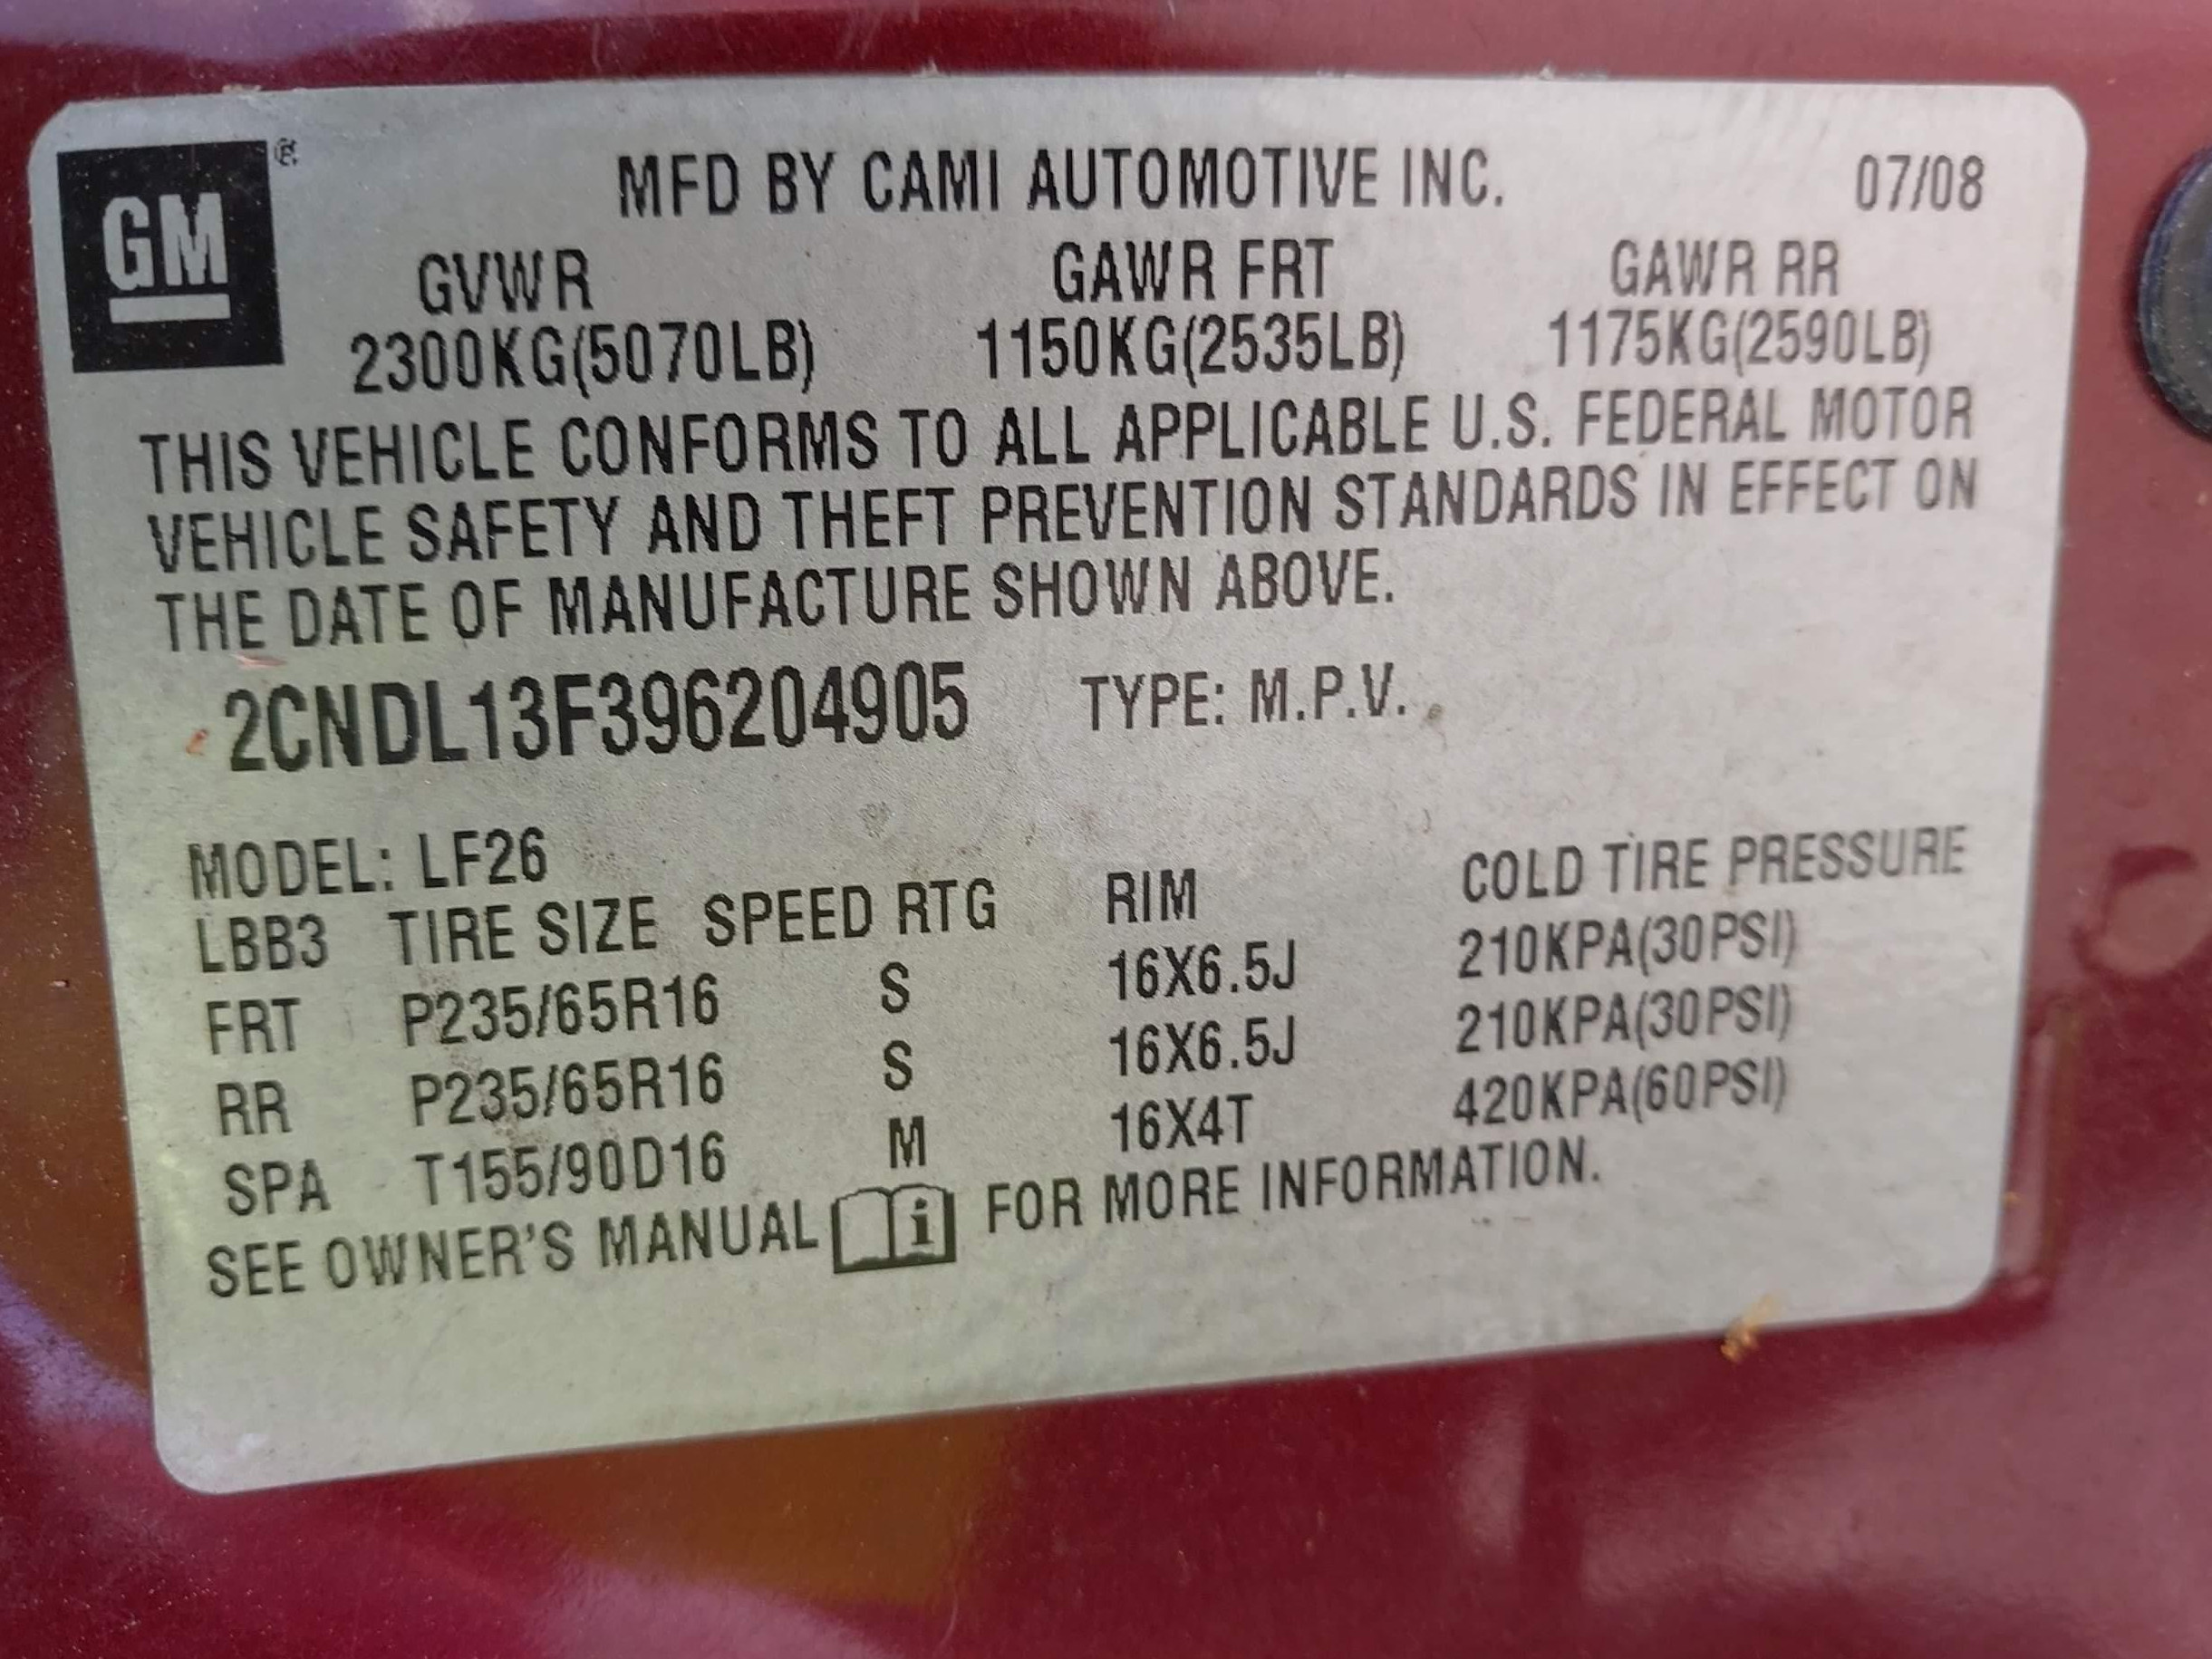 GM
MFD BY CAMI AUTOMOTIVE INC. 07/08
GVWR GAWR FRT GAWR RR
2300KG(5070LB) 1150KG(2535LB) 1175KG(2590LB)
THIS VEHICLE CONFORMS TO ALL APPLICABLE U.S. FEDERAL MOTOR
VEHICLE SAFETY AND THEFT PREVENTION STANDARDS IN EFFECT ON
THE DATE OF MANUFACTURE SHOWN ABOVE.
2CNDL13F396204905 TYPE: M.P.V.
MODEL: LF26
LBB3 TIRE SIZE SPEED RTG RIM COLD TIRE PRESSURE
FRT P235/65R16 S 16X6.5J 210KPA(30PSI)
RR P235/65R16 S 16X6.5J 210KPA(30PSI)
SPA T155/90D16 M 16X4T 420KPA(60PSI)
SEE OWNER'S MANUAL i FOR MORE INFORMATION.